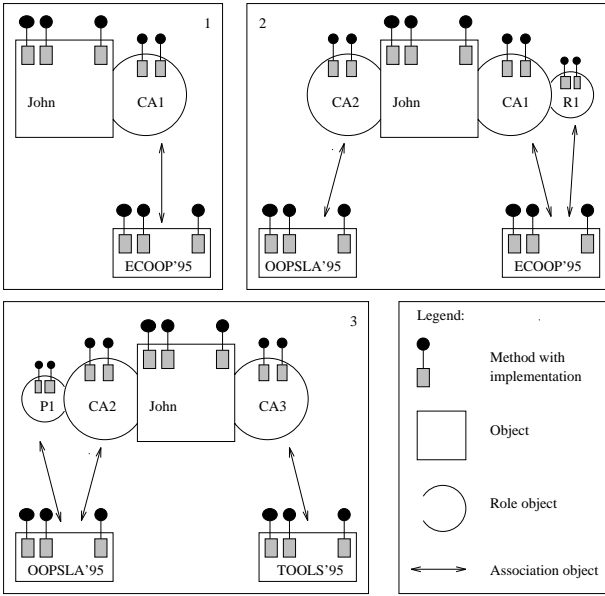 1
John
CA1
ECOOP'95
2
CA2
John
CA1
R1
OOPSLA'95
ECOOP'95
3
P1
CA2
John
CA3
OOPSLA'95
TOOLS'95
Legend:
Method with
implementation
Object
Role object
Association object